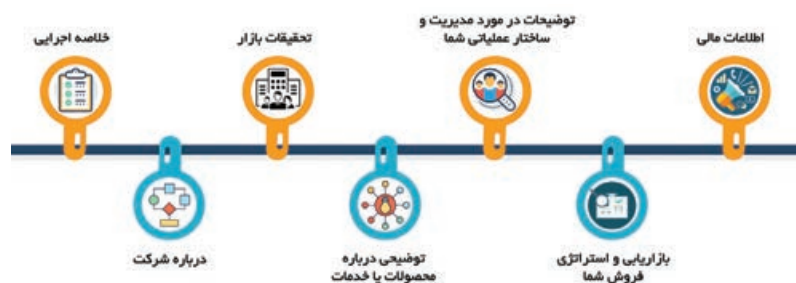 خلاصه اجرایی
درباره شرکت
تحقیقات بازار
توضیحی درباره
محصولات یا خدمات
توضیحات در مورد مدیریت و
ساختار عملیاتی شما
بازاریابی و استراتژی
فروش شما
اطلاعات مالی